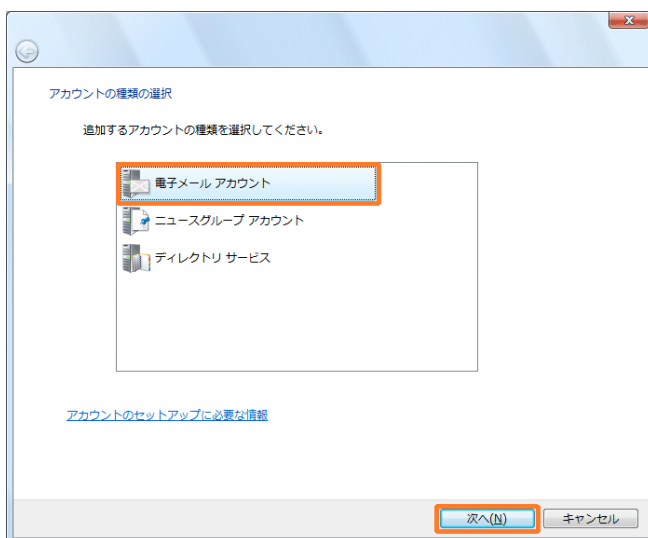 アカウントの種類の選択
追加するアカウントの種類を選択してください。
電子メール アカウント
ニュースグループ アカウント
ディレクトリ サービス
アカウントのセットアップに必要な情報
次へ(N)
キャンセル